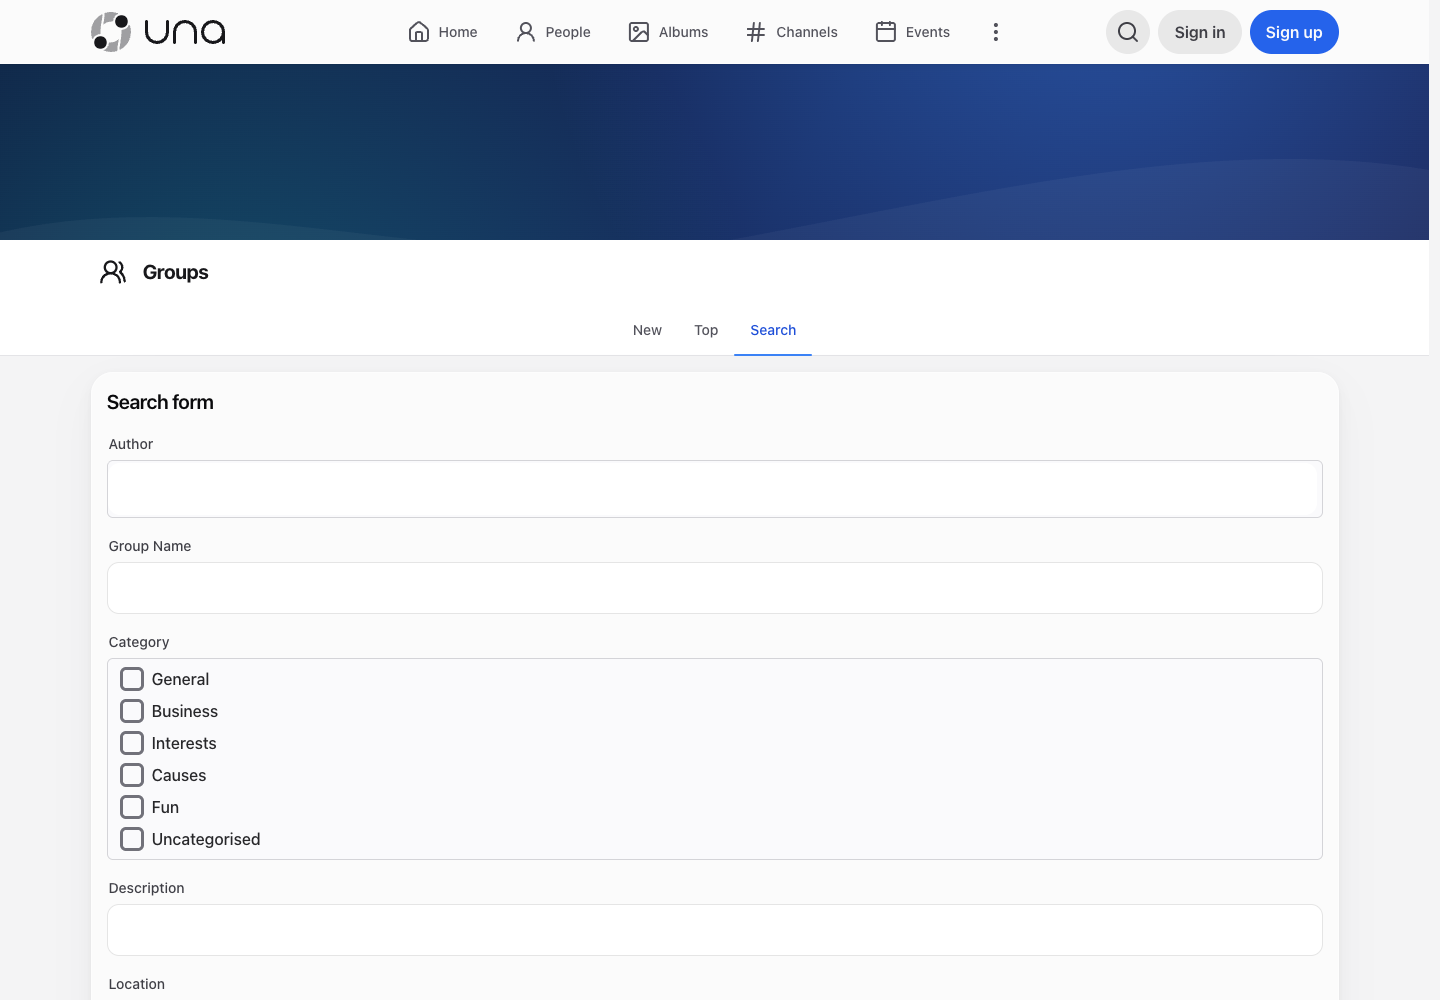 una
Home
People
Albums
Channels
Events
Sign in
Sign up
Groups
New
Top
Search
Search form
Author
Group Name
Category
General
Business
Interests
Causes
Fun
Uncategorised
Description
Location